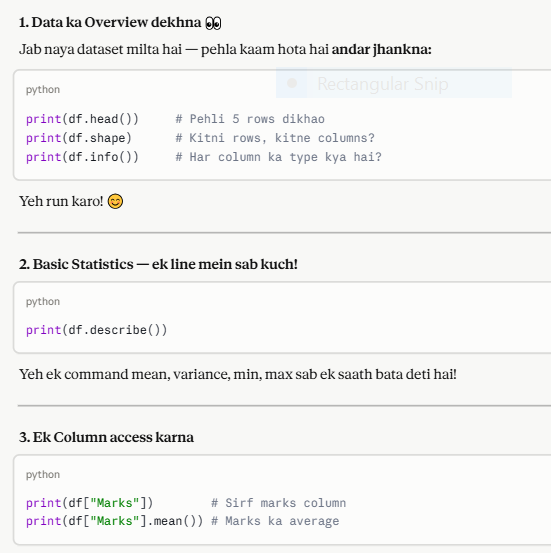 1. Data ka Overview dekhna 👀
Jab naya dataset milta hai — pehla kaam hota hai andar jhankna:
Rectangular Snip
python
print(df.head())     # Pehli 5 rows dikhao
print(df.shape)      # Kitni rows, kitne columns?
print(df.info())     # Har column ka type kya hai?
Yeh run karo! 😊
2. Basic Statistics — ek line mein sab kuch!
python
print(df.describe())
Yeh ek command mean, variance, min, max sab ek saath bata deti hai!
3. Ek Column access karna
python
print(df["Marks"])        # Sirf marks column
print(df["Marks"].mean()) # Marks ka average